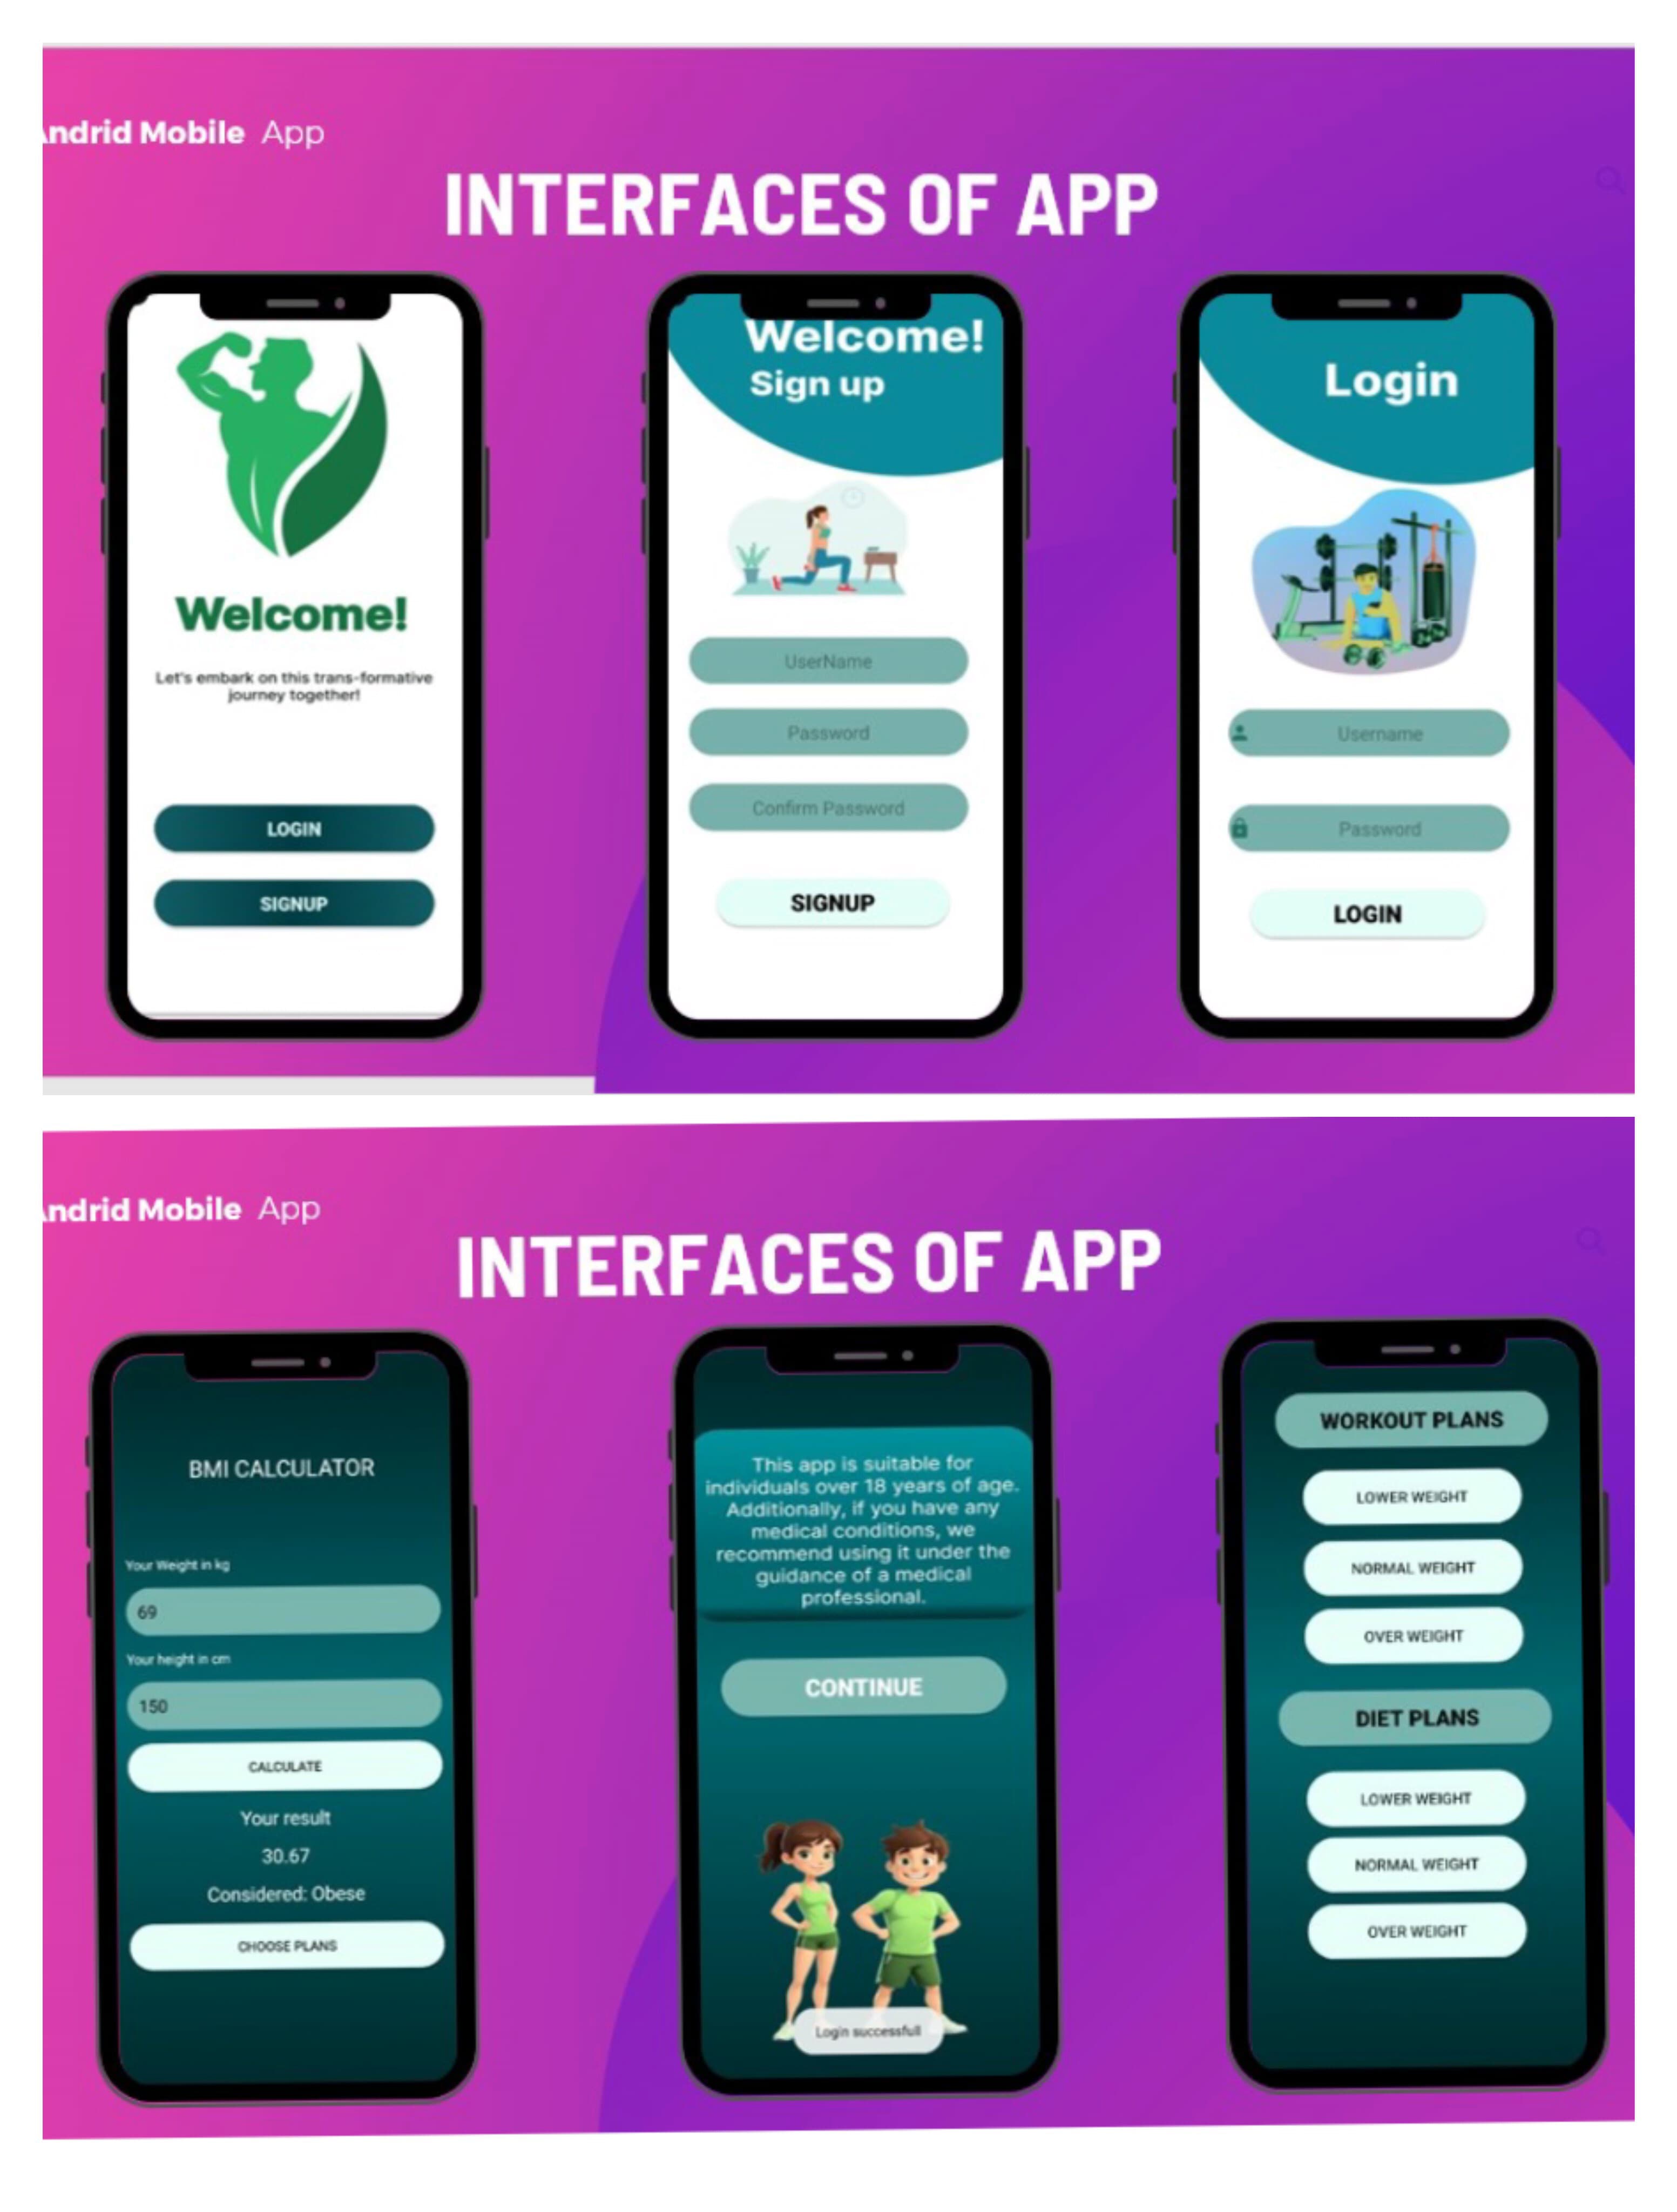 Andrid Mobile App
INTERFACES OF APP
Welcome!
Let's embark on this trans-formative
journey together!
LOGIN
SIGNUP
Welcome!
Sign up
UserName
Password
Confirm Password
SIGNUP
Login
Username
Password
LOGIN
Andrid Mobile App
INTERFACES OF APP
BMI CALCULATOR
Your Weight in kg
69
Your height in cm
150
CALCULATE
Your result
30.67
Considered: Obese
CHOOSE PLANS
This app is suitable for
individuals over 18 years of age.
Additionally, if you have any
medical conditions, we
recommend using it under the
guidance of a medical
professional.
CONTINUE
Login successfull
WORKOUT PLANS
LOWER WEIGHT
NORMAL WEIGHT
OVER WEIGHT
DIET PLANS
LOWER WEIGHT
NORMAL WEIGHT
OVER WEIGHT